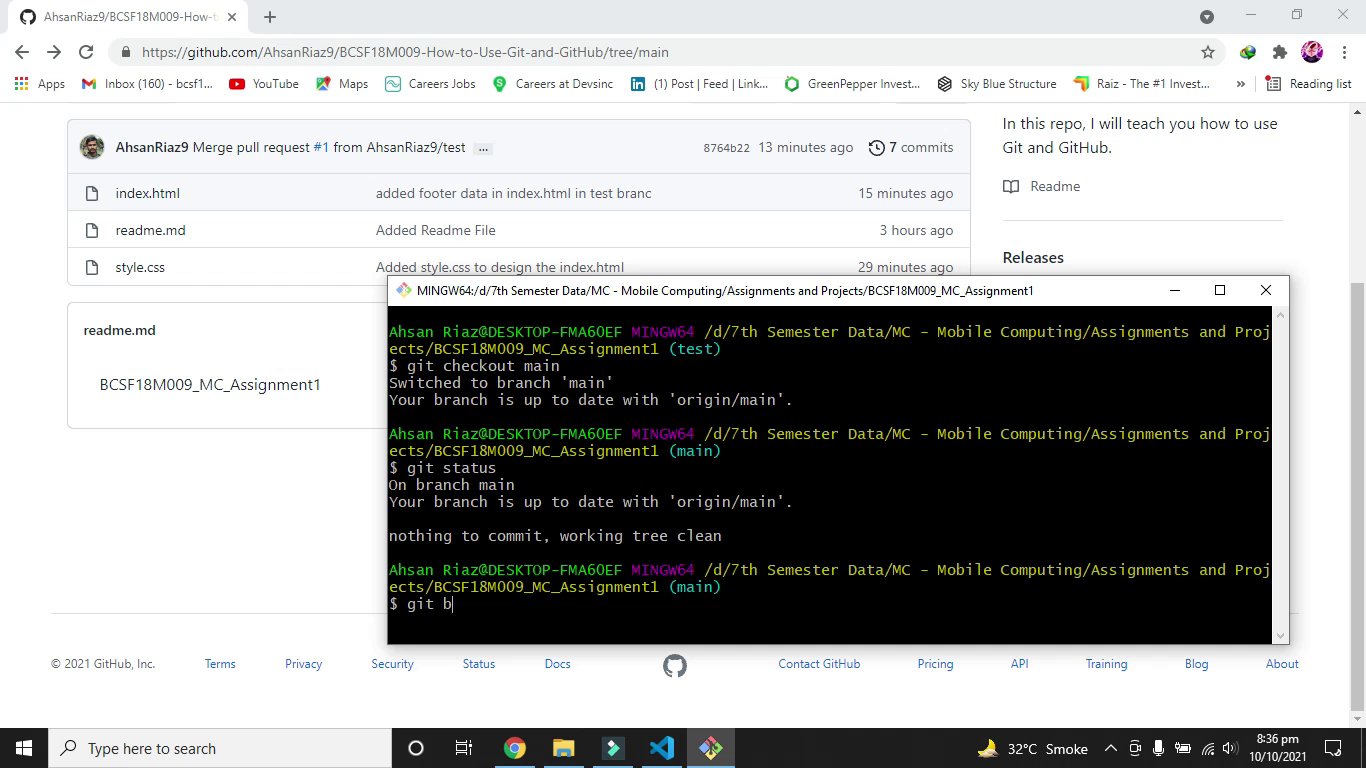 AhsanRiaz9/BCSF18M009-How-t
https://github.com/AhsanRiaz9/BCSF18M009-How-to-Use-Git-and-GitHub/tree/main
Apps
Inbox (160) - bcsf1...
YouTube
Maps
Careers Jobs
Careers at Devsinc
(1) Post | Feed | Link...
GreenPepper Invest...
Sky Blue Structure
Raiz - The #1 Invest...
»
Reading list
AhsanRiaz9 Merge pull request #1 from AhsanRiaz9/test ...
8764b22 13 minutes ago
7 commits
index.html added footer data in index.html in test branc 15 minutes ago
readme.md Added Readme File 3 hours ago
style.css Added style.css to design the index.html 29 minutes ago
In this repo, I will teach you how to use
Git and GitHub.
Readme
Releases
readme.md
BCSF18M009_MC_Assignment1
MINGW64:/d/7th Semester Data/MC - Mobile Computing/Assignments and Projects/BCSF18M009_MC_Assignment1
Ahsan Riaz@DESKTOP-FMA6OEF MINGW64 /d/7th Semester Data/MC - Mobile Computing/Assignments and Proj
ects/BCSF18M009_MC_Assignment1 (test)
$ git checkout main
Switched to branch 'main'
Your branch is up to date with 'origin/main'.
Ahsan Riaz@DESKTOP-FMA6OEF MINGW64 /d/7th Semester Data/MC - Mobile Computing/Assignments and Proj
ects/BCSF18M009_MC_Assignment1 (main)
$ git status
On branch main
Your branch is up to date with 'origin/main'.
nothing to commit, working tree clean
Ahsan Riaz@DESKTOP-FMA6OEF MINGW64 /d/7th Semester Data/MC - Mobile Computing/Assignments and Proj
ects/BCSF18M009_MC_Assignment1 (main)
$ git b
© 2021 GitHub, Inc.
Terms
Privacy
Security
Status
Docs
Contact GitHub
Pricing
API
Training
Blog
About
Type here to search
32°C Smoke
8:36 pm
10/10/2021